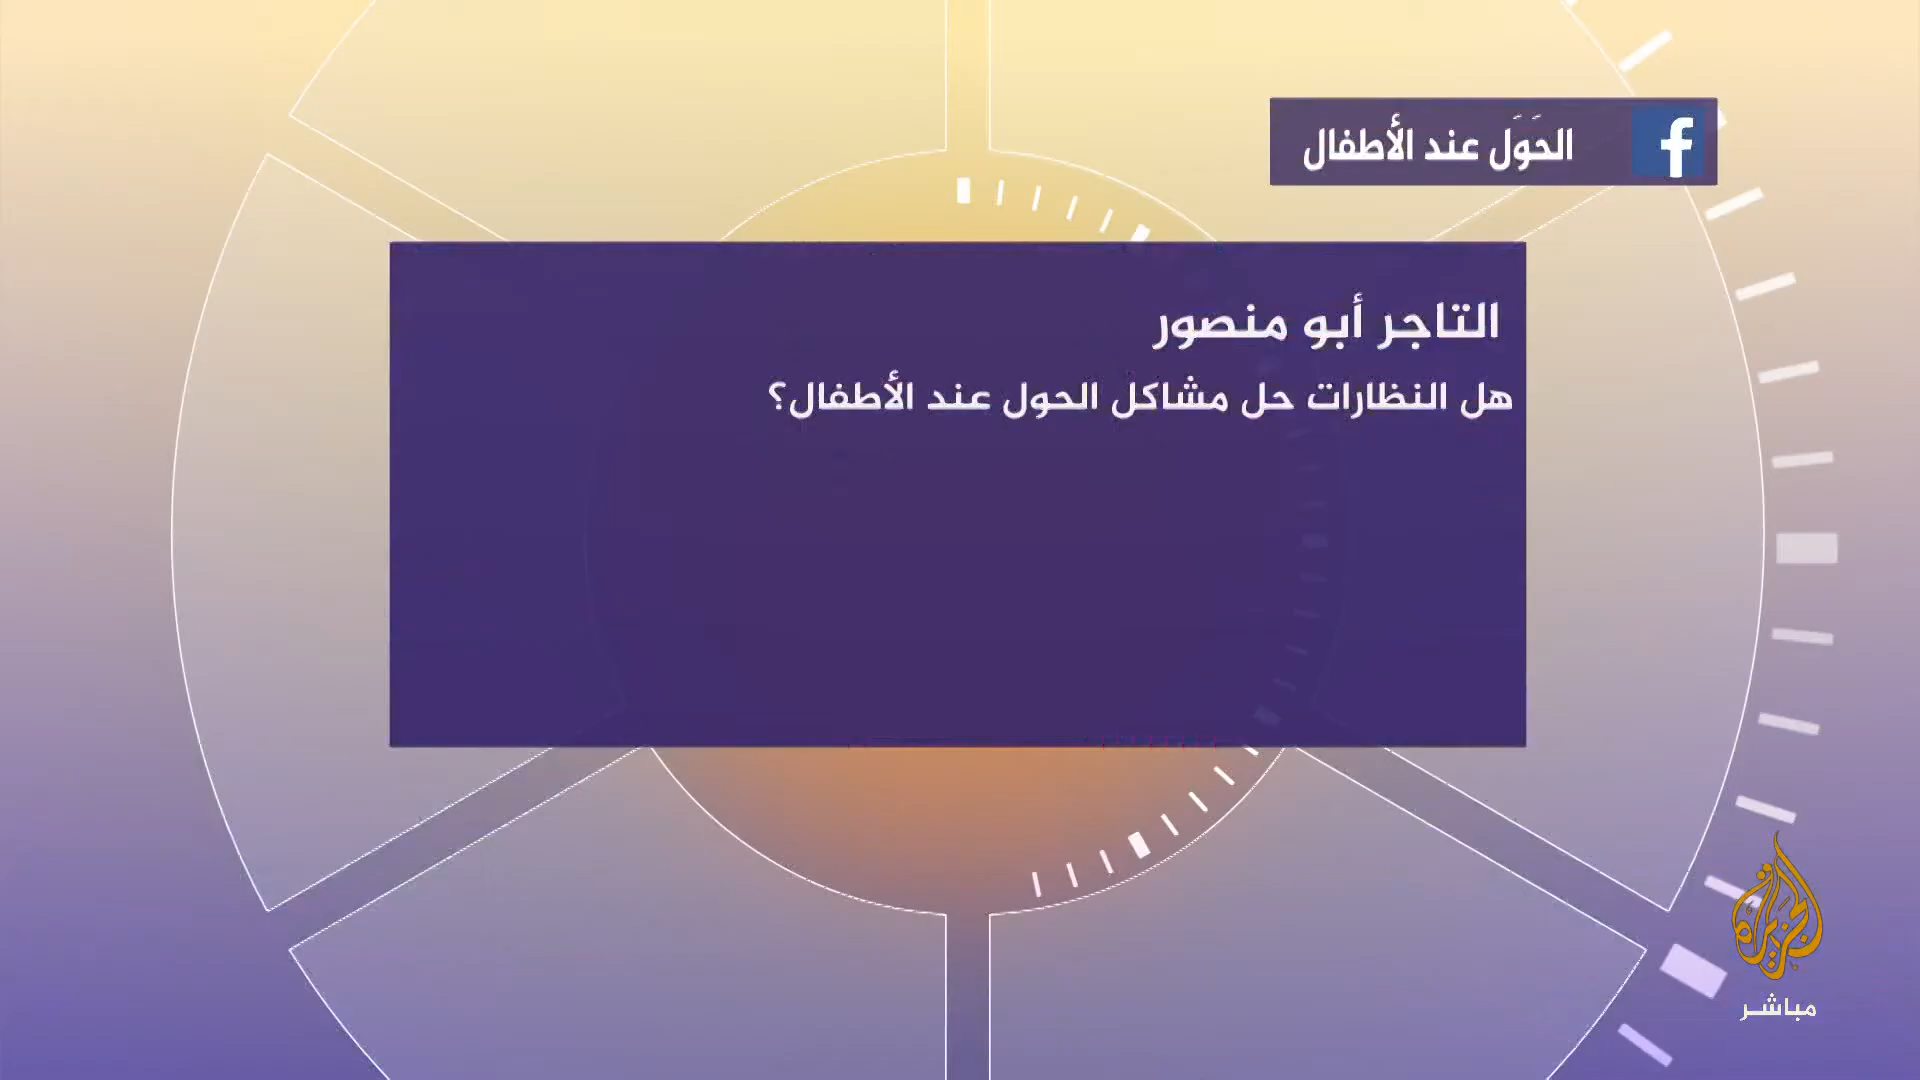 الحَوَل عند الأطفال
التاجر أبو منصور
هل النظارات حل مشاكل الحول عند الأطفال؟
الجزيرة
مباشر